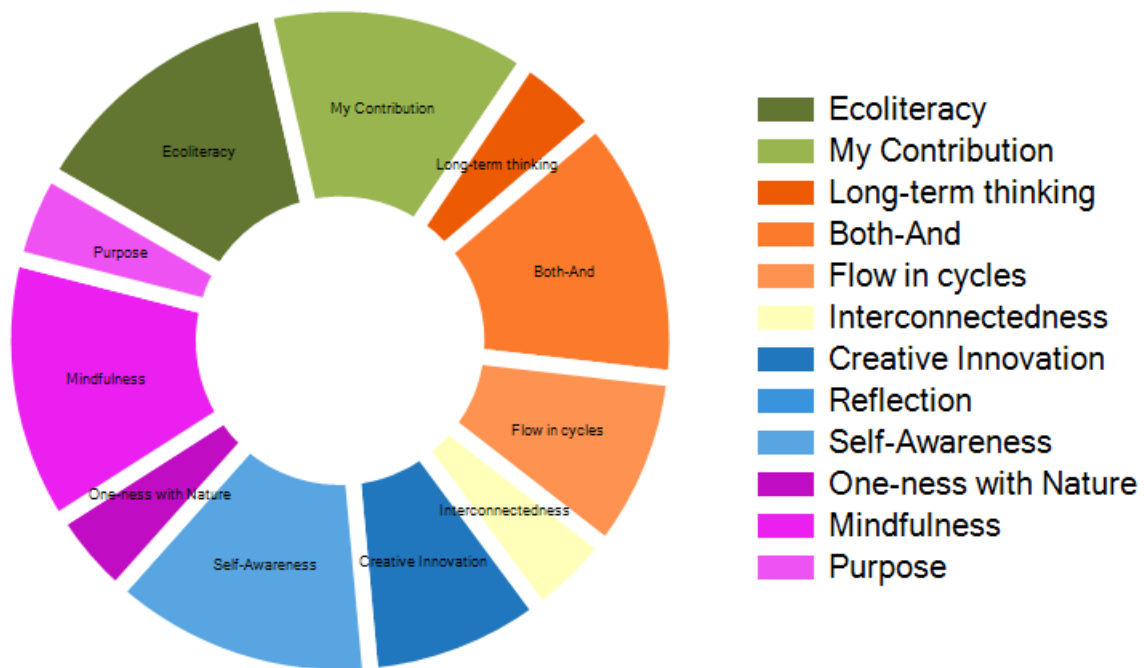 My Contribution
Ecoliteracy
Long-term thinking
Purpose
Both-And
Mindfulness
Flow in cycles
One-ness with Nature
Interconnectedness
Self-Awareness
Creative Innovation
Ecoliteracy
My Contribution
Long-term thinking
Both-And
Flow in cycles
Interconnectedness
Creative Innovation
Reflection
Self-Awareness
One-ness with Nature
Mindfulness
Purpose